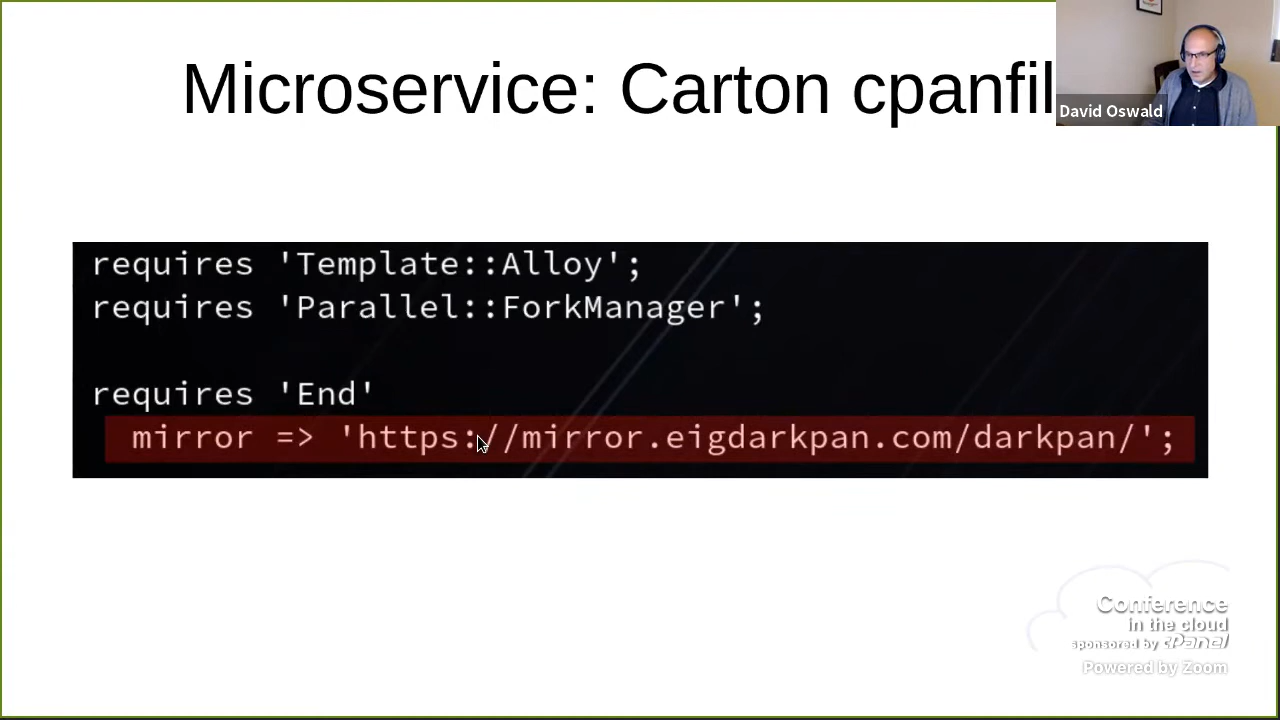 Microservice: Carton cpanfil
David Oswald
requires 'Template::Alloy';
requires 'Parallel::ForkManager';
requires 'End'
mirror => 'https://mirror.eigdarkpan.com/darkpan/';
Conference
in the cloud
sponsored by cPanel
Powered by Zoom